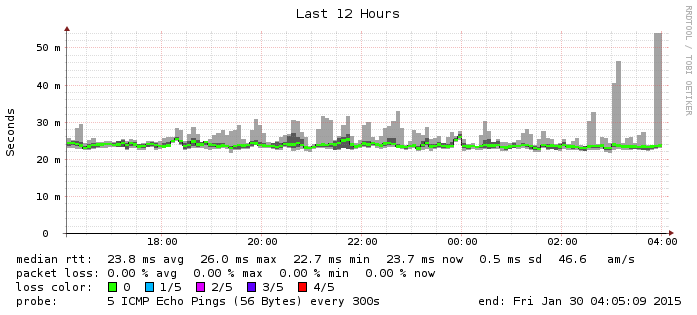 Last 12 Hours
RRDTOOL / TOBI OETIKER
Seconds
50 m
40 m
30 m
20 m
10 m
0
18:00 20:00 22:00 00:00 02:00 04:00
median rtt: 23.8 ms avg 26.0 ms max 22.7 ms min 23.7 ms now 0.5 ms sd 46.6 am/s
packet loss: 0.00 % avg 0.00 % max 0.00 % min 0.00 % now
loss color: 0 1/5 2/5 3/5 4/5
probe: 5 ICMP Echo Pings (56 Bytes) every 300s end: Fri Jan 30 04:05:09 2015